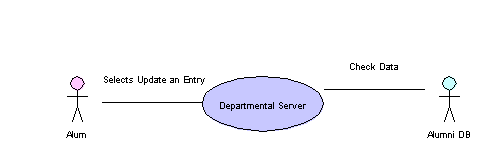 Check Data
Selects Update an Entry
Departmental Server
Alum
Alumni DB